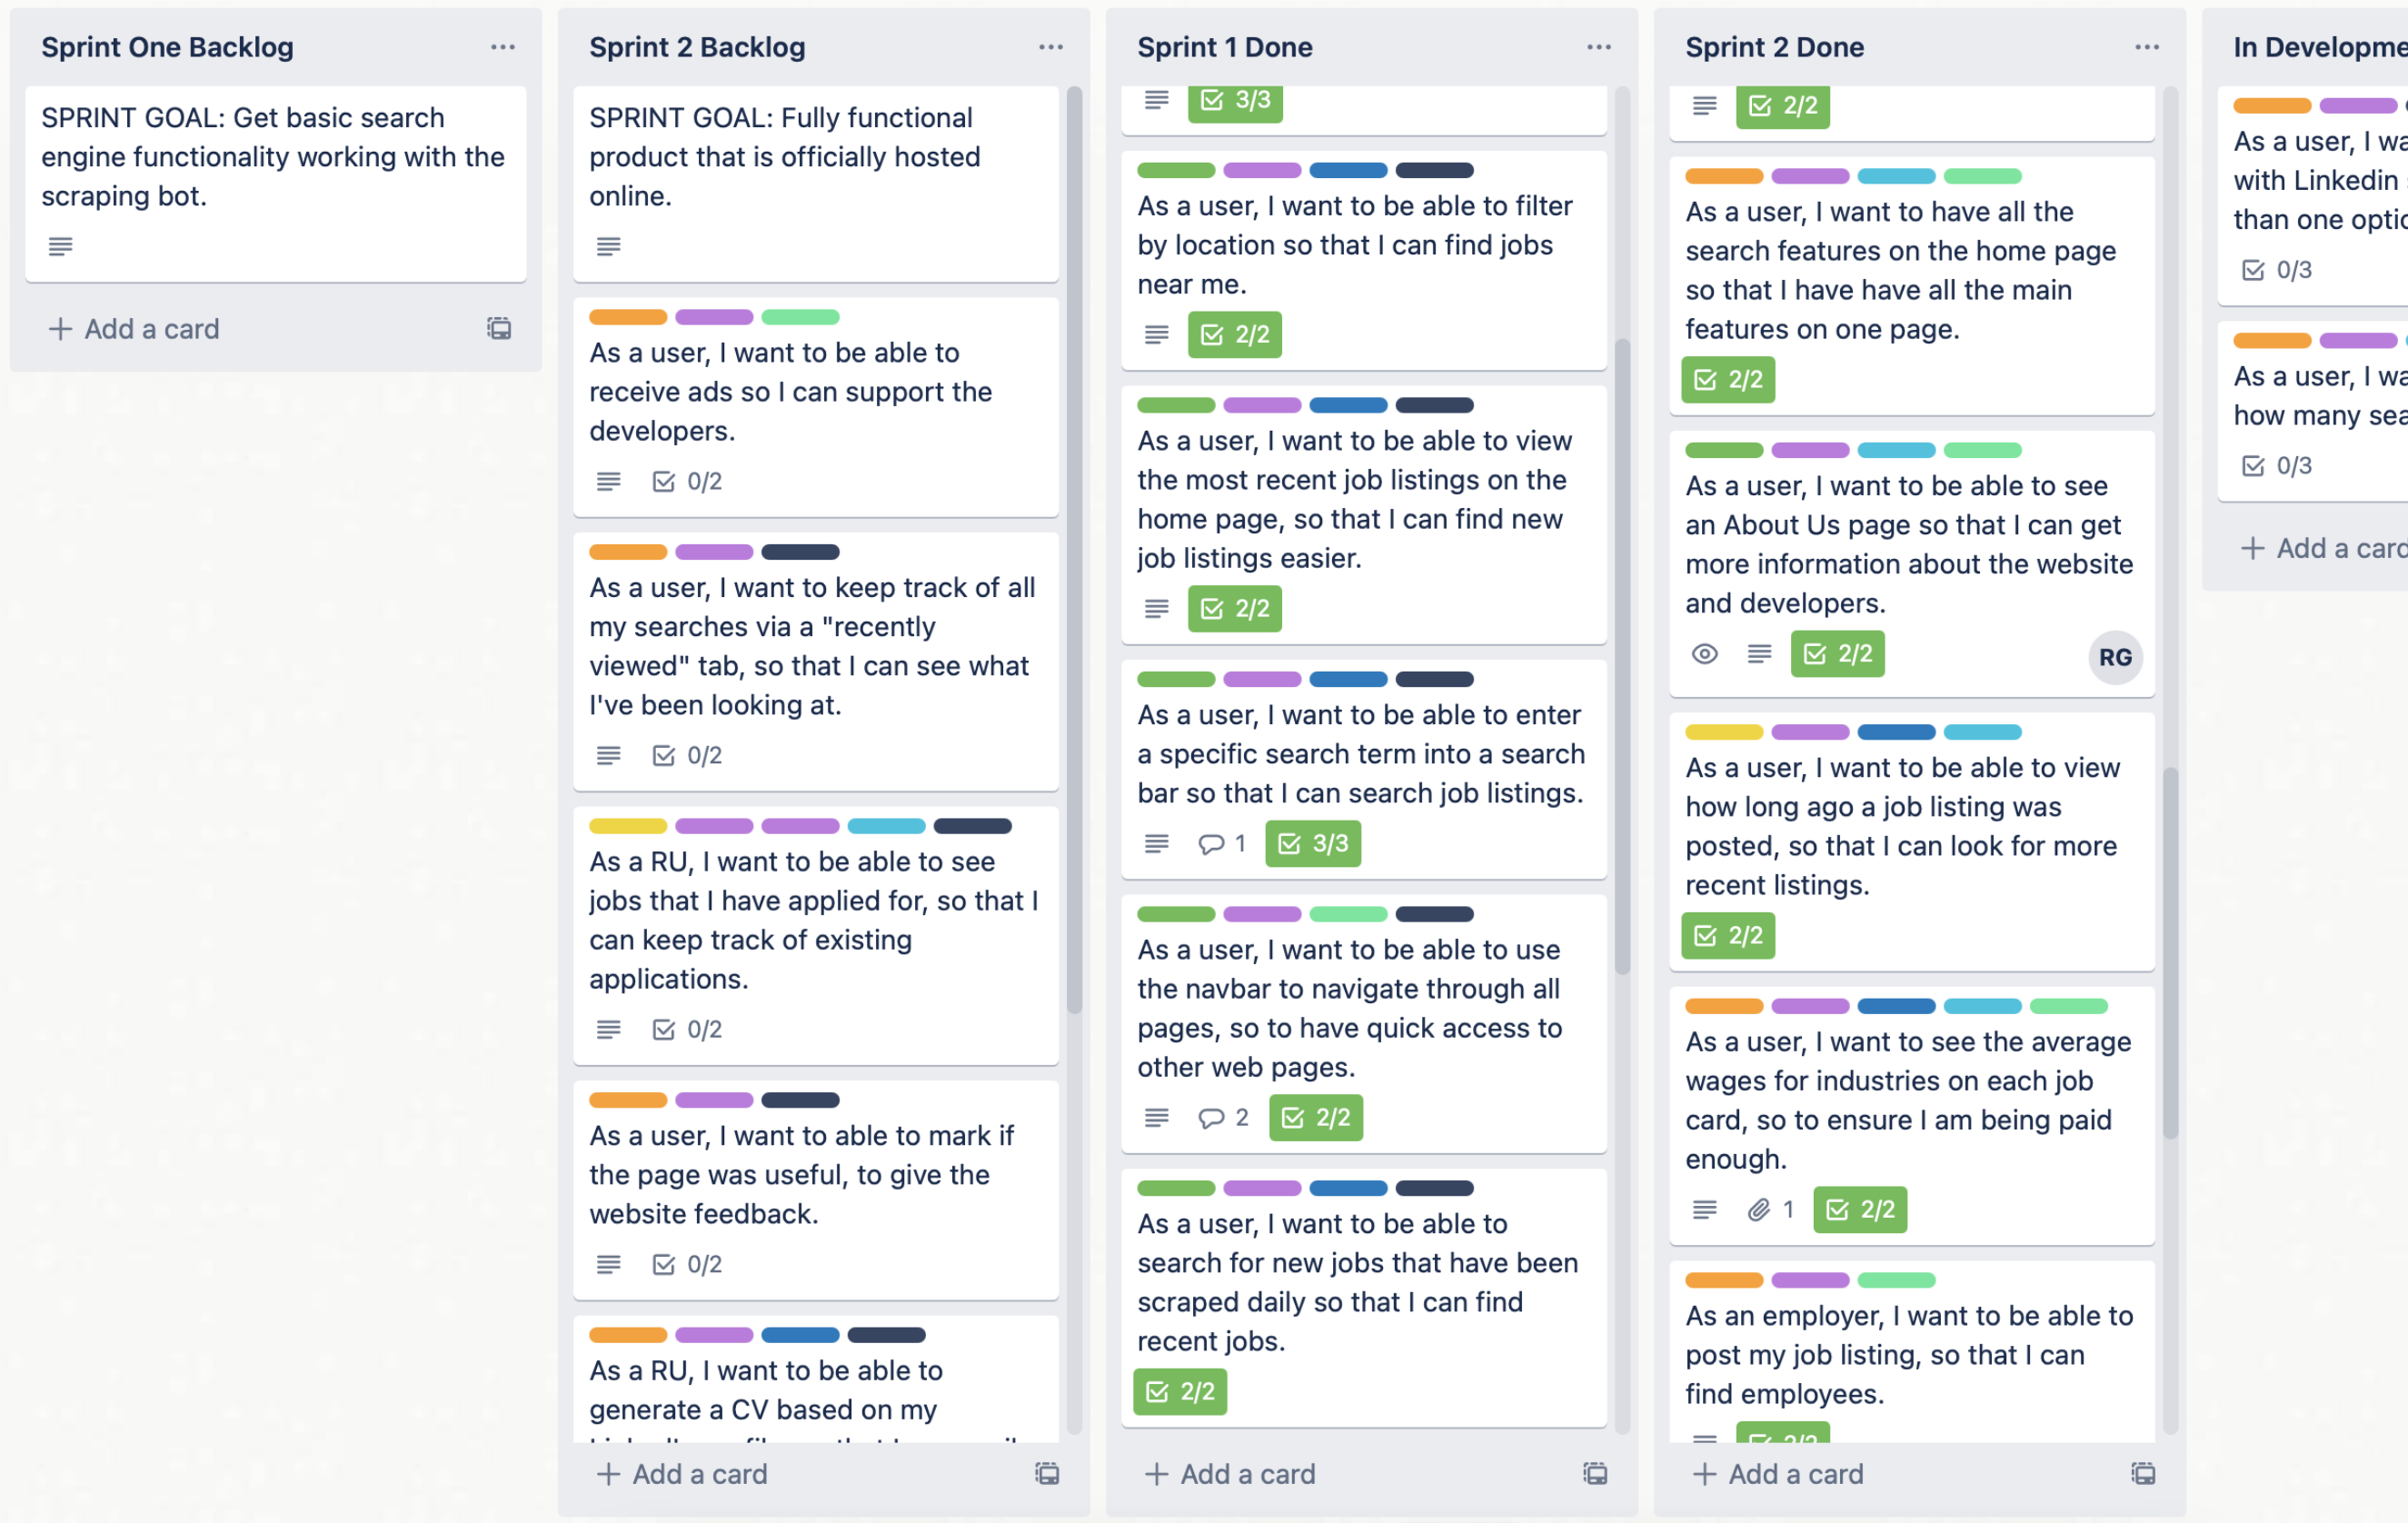 Sprint One Backlog
SPRINT GOAL: Get basic search
engine functionality working with the
scraping bot.
Add a card
Sprint 2 Backlog
SPRINT GOAL: Fully functional
product that is officially hosted
online.
As a user, I want to be able to
receive ads so I can support the
developers.
0/2
As a user, I want to keep track of all
my searches via a "recently
viewed" tab, so that I can see what
I've been looking at.
0/2
As a RU, I want to be able to see
jobs that I have applied for, so that I
can keep track of existing
applications.
0/2
As a user, I want to able to mark if
the page was useful, to give the
website feedback.
0/2
As a RU, I want to be able to
generate a CV based on my
Add a card
Sprint 1 Done
3/3
As a user, I want to be able to filter
by location so that I can find jobs
near me.
2/2
As a user, I want to be able to view
the most recent job listings on the
home page, so that I can find new
job listings easier.
2/2
As a user, I want to be able to enter
a specific search term into a search
bar so that I can search job listings.
1 3/3
As a user, I want to be able to use
the navbar to navigate through all
pages, so to have quick access to
other web pages.
2 2/2
As a user, I want to be able to
search for new jobs that have been
scraped daily so that I can find
recent jobs.
2/2
Add a card
Sprint 2 Done
2/2
As a user, I want to have all the
search features on the home page
so that I have have all the main
features on one page.
2/2
As a user, I want to be able to see
an About Us page so that I can get
more information about the website
and developers.
2/2 RG
As a user, I want to be able to view
how long ago a job listing was
posted, so that I can look for more
recent listings.
2/2
As a user, I want to see the average
wages for industries on each job
card, so to ensure I am being paid
enough.
1 2/2
As an employer, I want to be able to
post my job listing, so that I can
find employees.
Add a card
In Developme
As a user, I wa
with Linkedin
than one optio
0/3
As a user, I wa
how many sea
0/3
Add a card